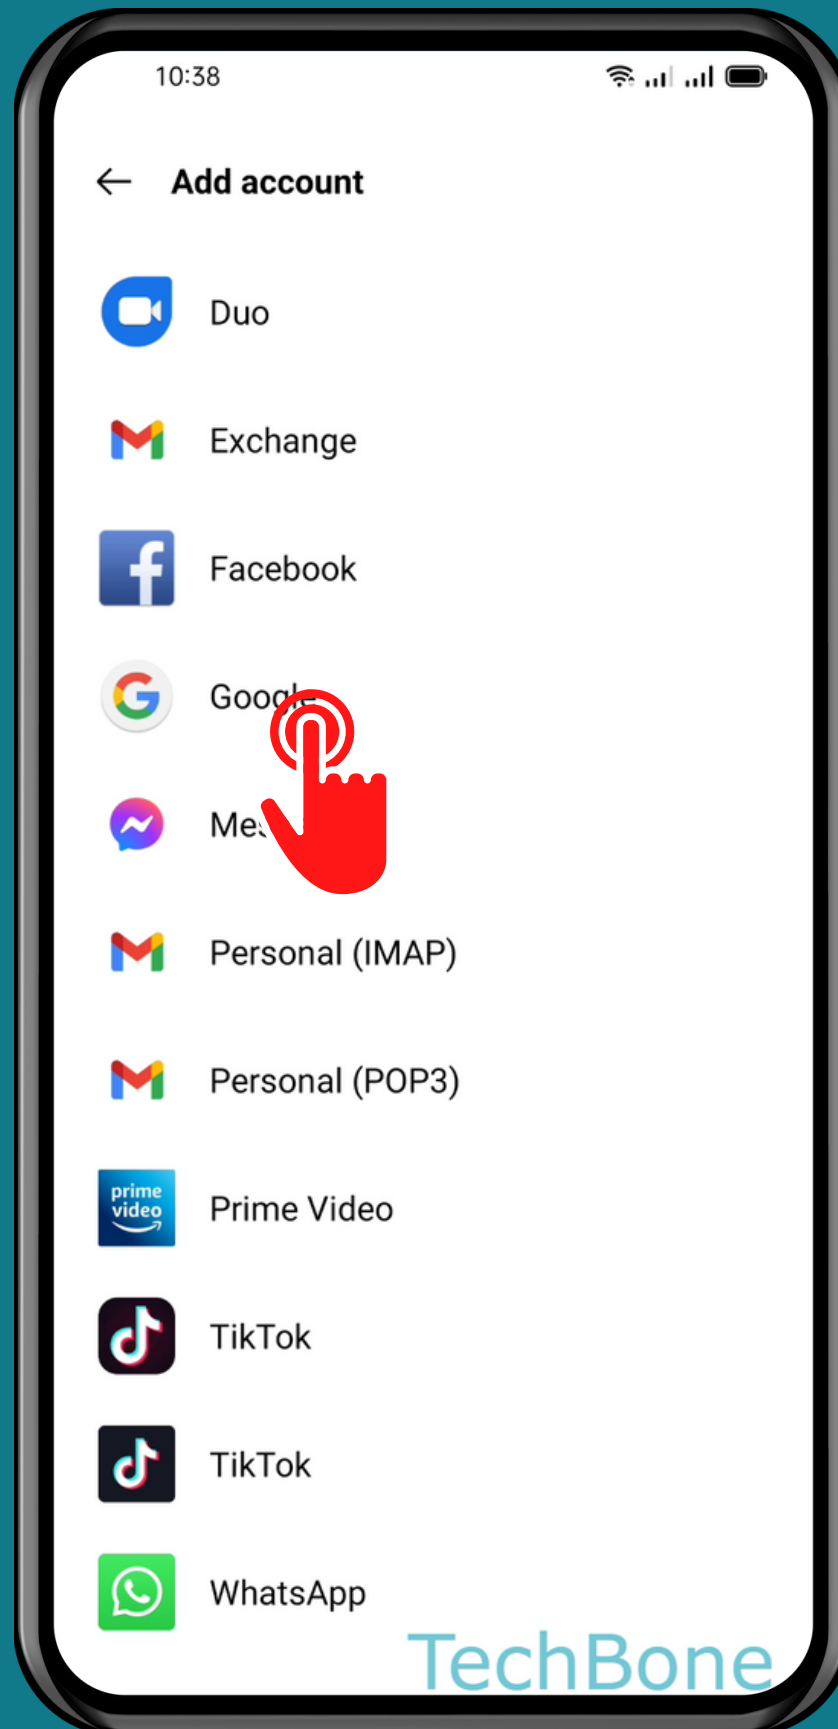 10:38
Add account
Duo
Exchange
Facebook
Google
Personal (IMAP)
Personal (POP3)
prime
video
Prime Video
TikTok
TikTok
WhatsApp
TechBone